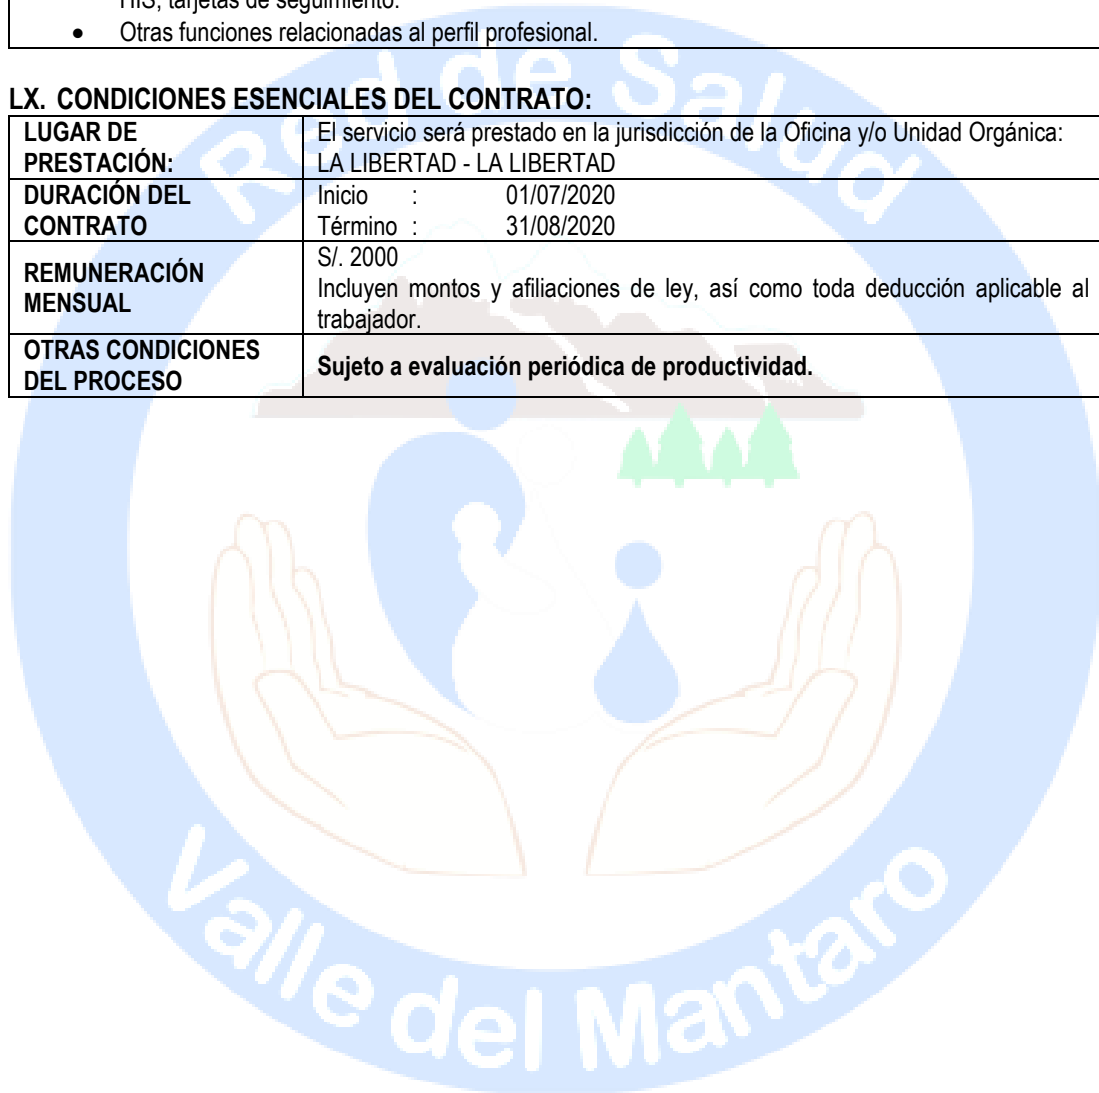 HIS, tarjetas de seguimiento.
• Otras funciones relacionadas al perfil profesional.
LX. CONDICIONES ESENCIALES DEL CONTRATO:
LUGAR DE
PRESTACIÓN:
El servicio será prestado en la jurisdicción de la Oficina y/o Unidad Orgánica:
LA LIBERTAD - LA LIBERTAD
DURACIÓN DEL
CONTRATO
Inicio : 01/07/2020
Término : 31/08/2020
REMUNERACIÓN
MENSUAL
S/. 2000
Incluyen montos y afiliaciones de ley, así como toda deducción aplicable al
trabajador.
OTRAS CONDICIONES
DEL PROCESO
Sujeto a evaluación periódica de productividad.
Red de Salud
Valle del Mantaro